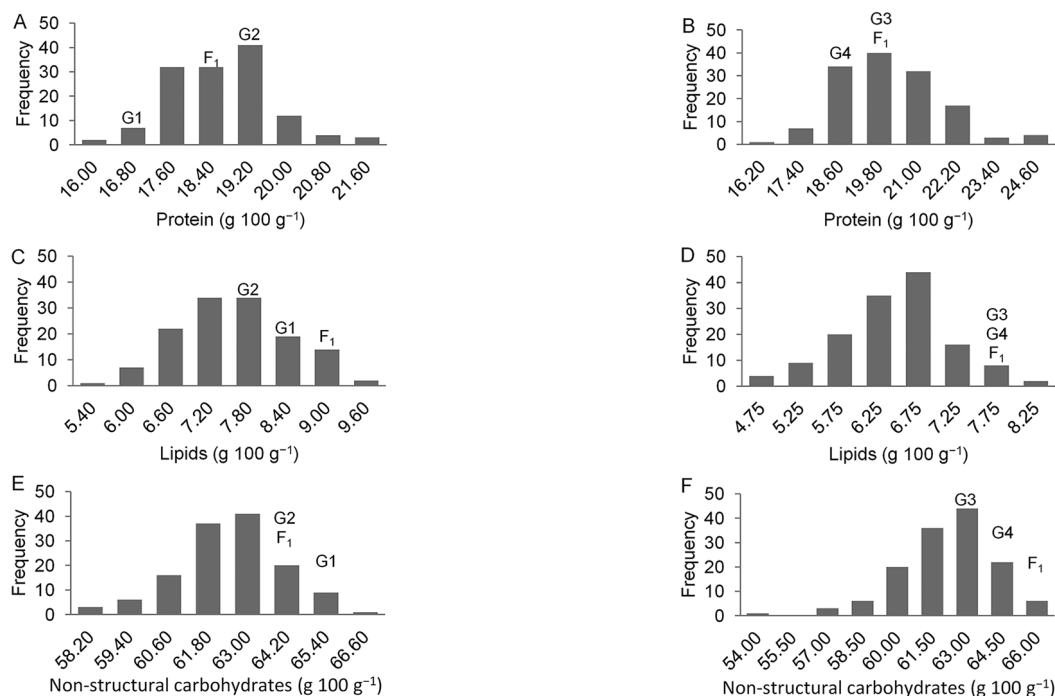 A
50
40
30
20
10
0
Frequency
G1
F₁
G2
16.00 16.80 17.60 18.40 19.20 20.00 20.80 21.60
Protein (g 100 g⁻¹)
B
50
40
30
20
10
0
Frequency
G4
G3
F₁
16.20 17.40 18.60 19.80 21.00 22.20 23.40 24.60
Protein (g 100 g⁻¹)
C
50
40
30
20
10
0
Frequency
G2
G1
F₁
5.40 6.00 6.60 7.20 7.80 8.40 9.00 9.60
Lipids (g 100 g⁻¹)
D
50
40
30
20
10
0
Frequency
G3
G4
F₁
4.75 5.25 5.75 6.25 6.75 7.25 7.75 8.25
Lipids (g 100 g⁻¹)
E
50
40
30
20
10
0
Frequency
G2
F₁
G1
58.20 59.40 60.60 61.80 63.00 64.20 65.40 66.60
Non-structural carbohydrates (g 100 g⁻¹)
F
50
40
30
20
10
0
Frequency
G3
G4
F₁
54.00 55.50 57.00 58.50 60.00 61.50 63.00 64.50 66.00
Non-structural carbohydrates (g 100 g⁻¹)